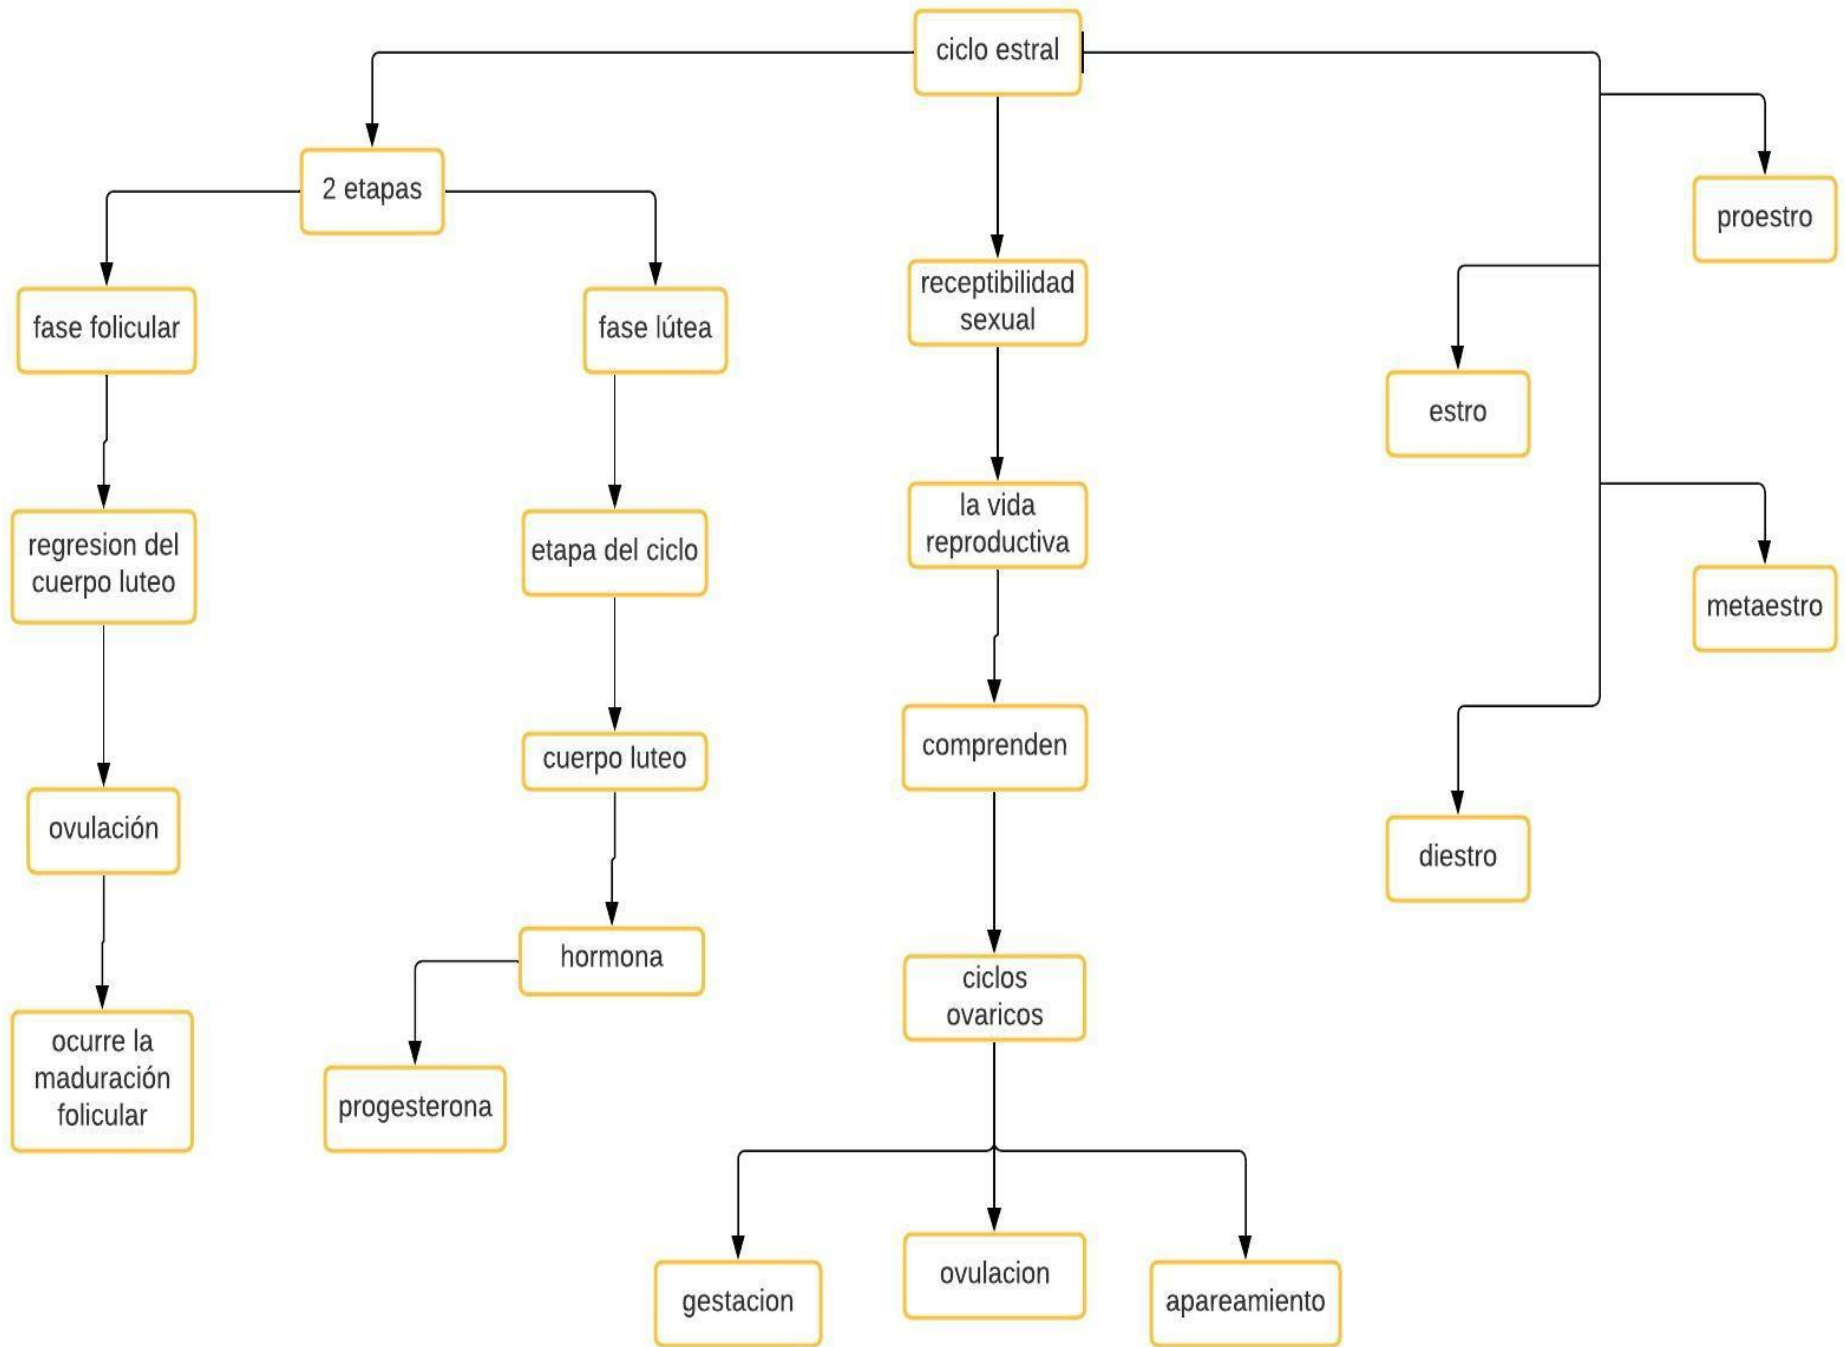 ciclo estral
2 etapas
proestro
fase folicular
fase lútea
receptibilidad
sexual
estro
regresion del
cuerpo luteo
etapa del ciclo
la vida
reproductiva
metaestro
ovulación
cuerpo luteo
comprenden
diestro
ocurre la
maduración
folicular
hormona
progesterona
ciclos
ovaricos
gestacion
ovulacion
apareamiento